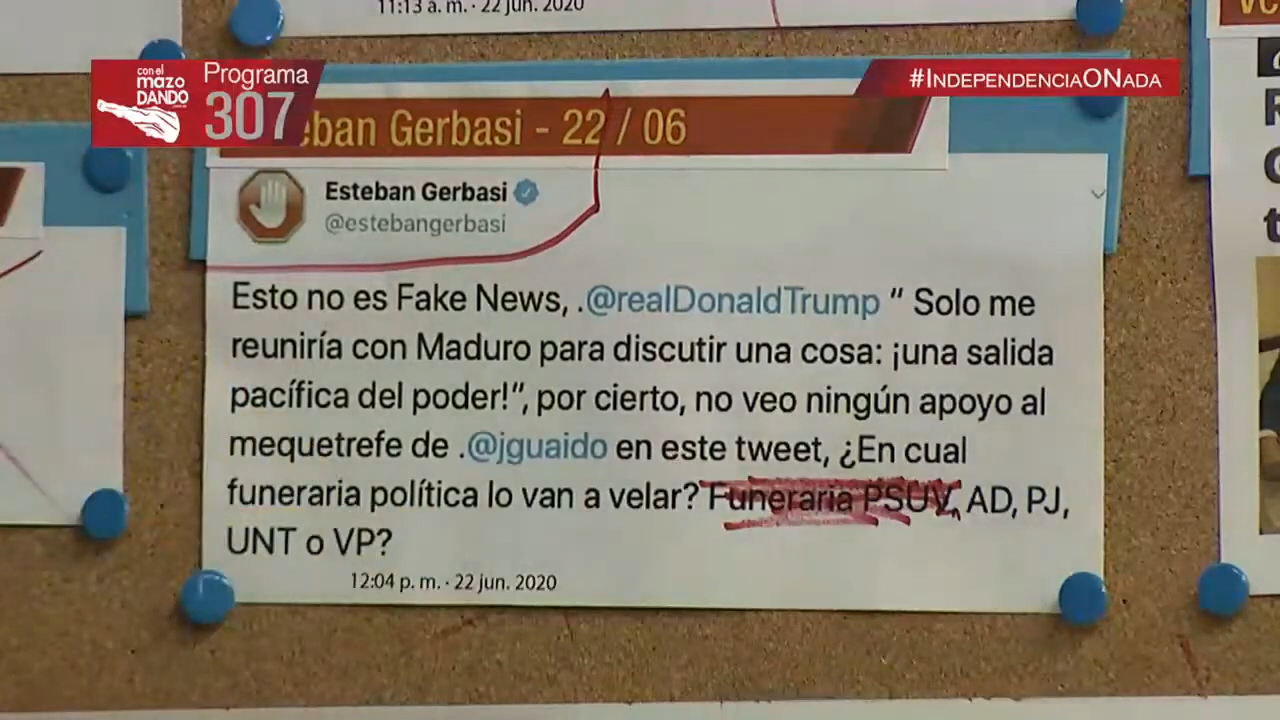 11:13 a. m. · 22 jun. 2020
con el
mazo
DANDO
Programa
307
#INDEPENDENCIAONADA
eban Gerbasi - 22 / 06
Esteban Gerbasi
@estebangerbasi
Esto no es Fake News, .@realDonaldTrump “ Solo me
reuniría con Maduro para discutir una cosa: ¡una salida
pacífica del poder!”, por cierto, no veo ningún apoyo al
mequetrefe de .@jguaido en este tweet, ¿En cual
funeraria política lo van a velar? Funeraria PSUV, AD, PJ,
UNT o VP?
12:04 p. m. · 22 jun. 2020